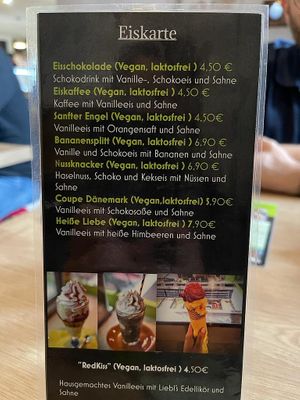 Eiskarte
Eisschokolade (Vegan, laktosfrei ) 4,50 €
Schokodrink mit Vanille-, Schokoeis und Sahne
Eiskaffee (Vegan, laktosfrei ) 4,50 €
Kaffee mit Vanilleeis und Sahne
Sanfter Engel (Vegan, laktosfrei ) 4,50€
Vanilleeis mit Orangensaft und Sahne
Bananensplitt (Vegan, laktosfrei ) 6,90 €
Vanille und Schokoeis mit Bananen und Sahne
Nussknacker (Vegan, laktosfrei ) 6,90 €
Haselnuss, Schoko und Kekseis mit Nüssen und
Sahne
Coupe Dänemark (Vegan,laktosfrei) 5.90€
Vanilleeis mit Schokosoße und Sahne
Heiße Liebe (Vegan, laktosfrei ) 7.90€
Vanilleeis mit heiße Himbeeren und Sahne
"RedKiss" (Vegan, laktosfrei ) 4,50€
Hausgemachtes Vanilleeis mit Liebl's Edellikör und
Sahne